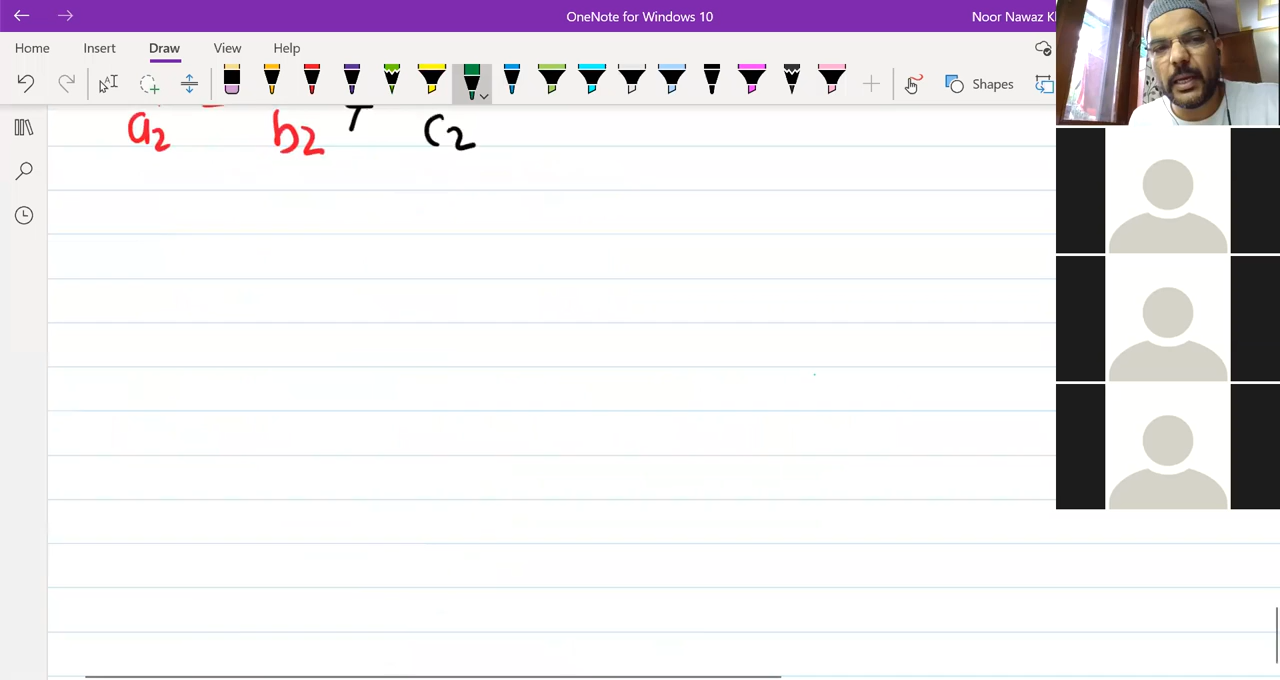 OneNote for Windows 10
Noor Nawaz K
Home Insert Draw View Help
Shapes
a2 b2 c2